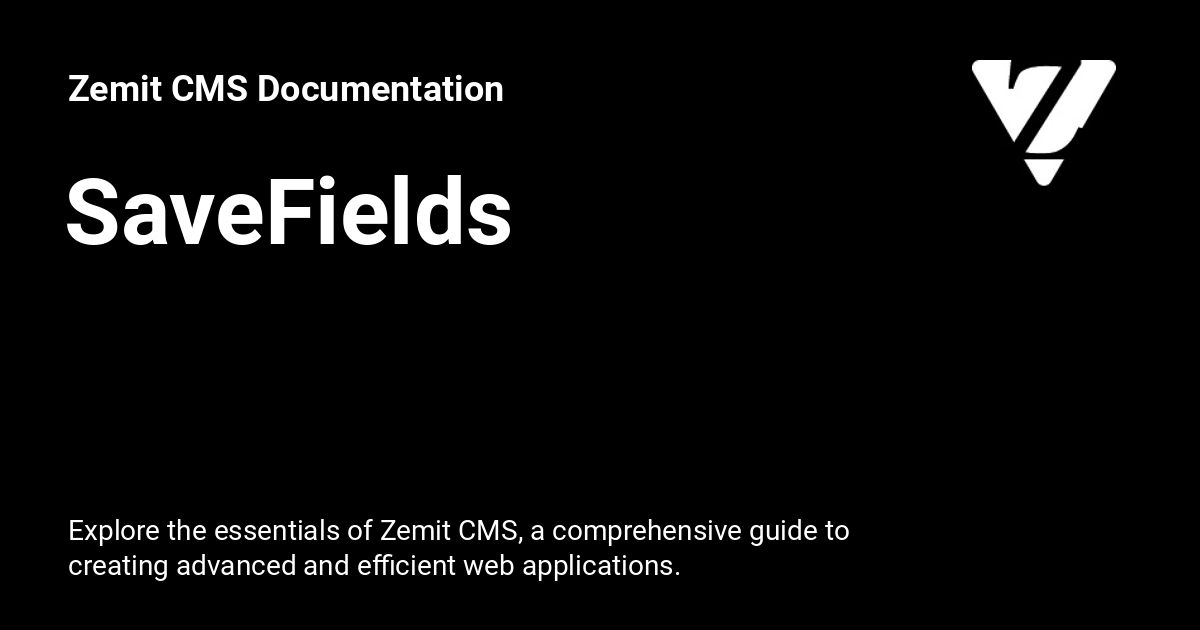 Zemit CMS Documentation
SaveFields
Explore the essentials of Zemit CMS, a comprehensive guide to
creating advanced and efficient web applications.